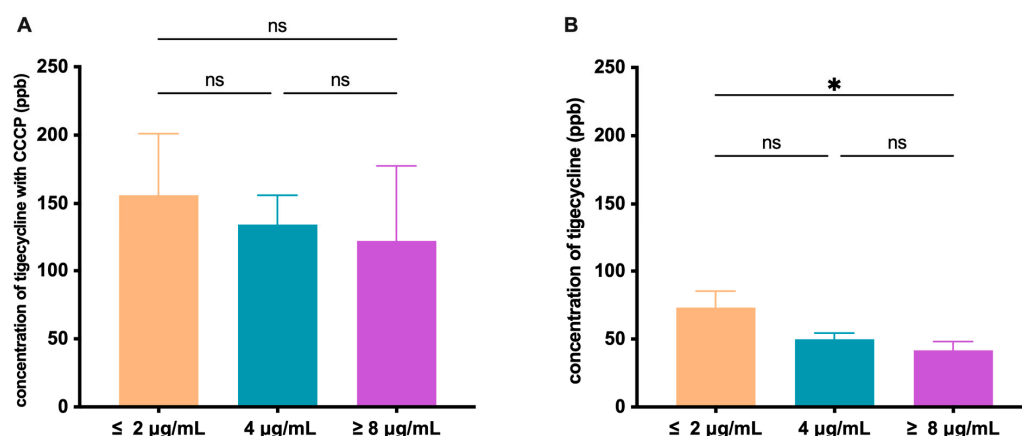 A
concentration of tigecycline with CCCP (ppb)
250
200
150
100
50
0
ns
ns
ns
≤ 2 µg/mL
4 µg/mL
≥ 8 µg/mL
B
concentration of tigecycline (ppb)
250
200
150
100
50
0
*
ns
ns
≤ 2 µg/mL
4 µg/mL
≥ 8 µg/mL